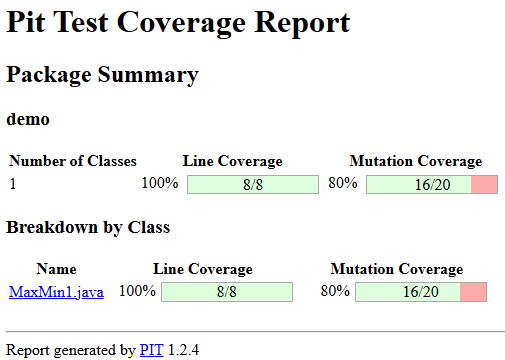 Pit Test Coverage Report
Package Summary
demo
Number of Classes Line Coverage Mutation Coverage
1 100% 8/8 80% 16/20
Breakdown by Class
Name Line Coverage Mutation Coverage
MaxMin1.java 100% 8/8 80% 16/20
Report generated by PIT 1.2.4